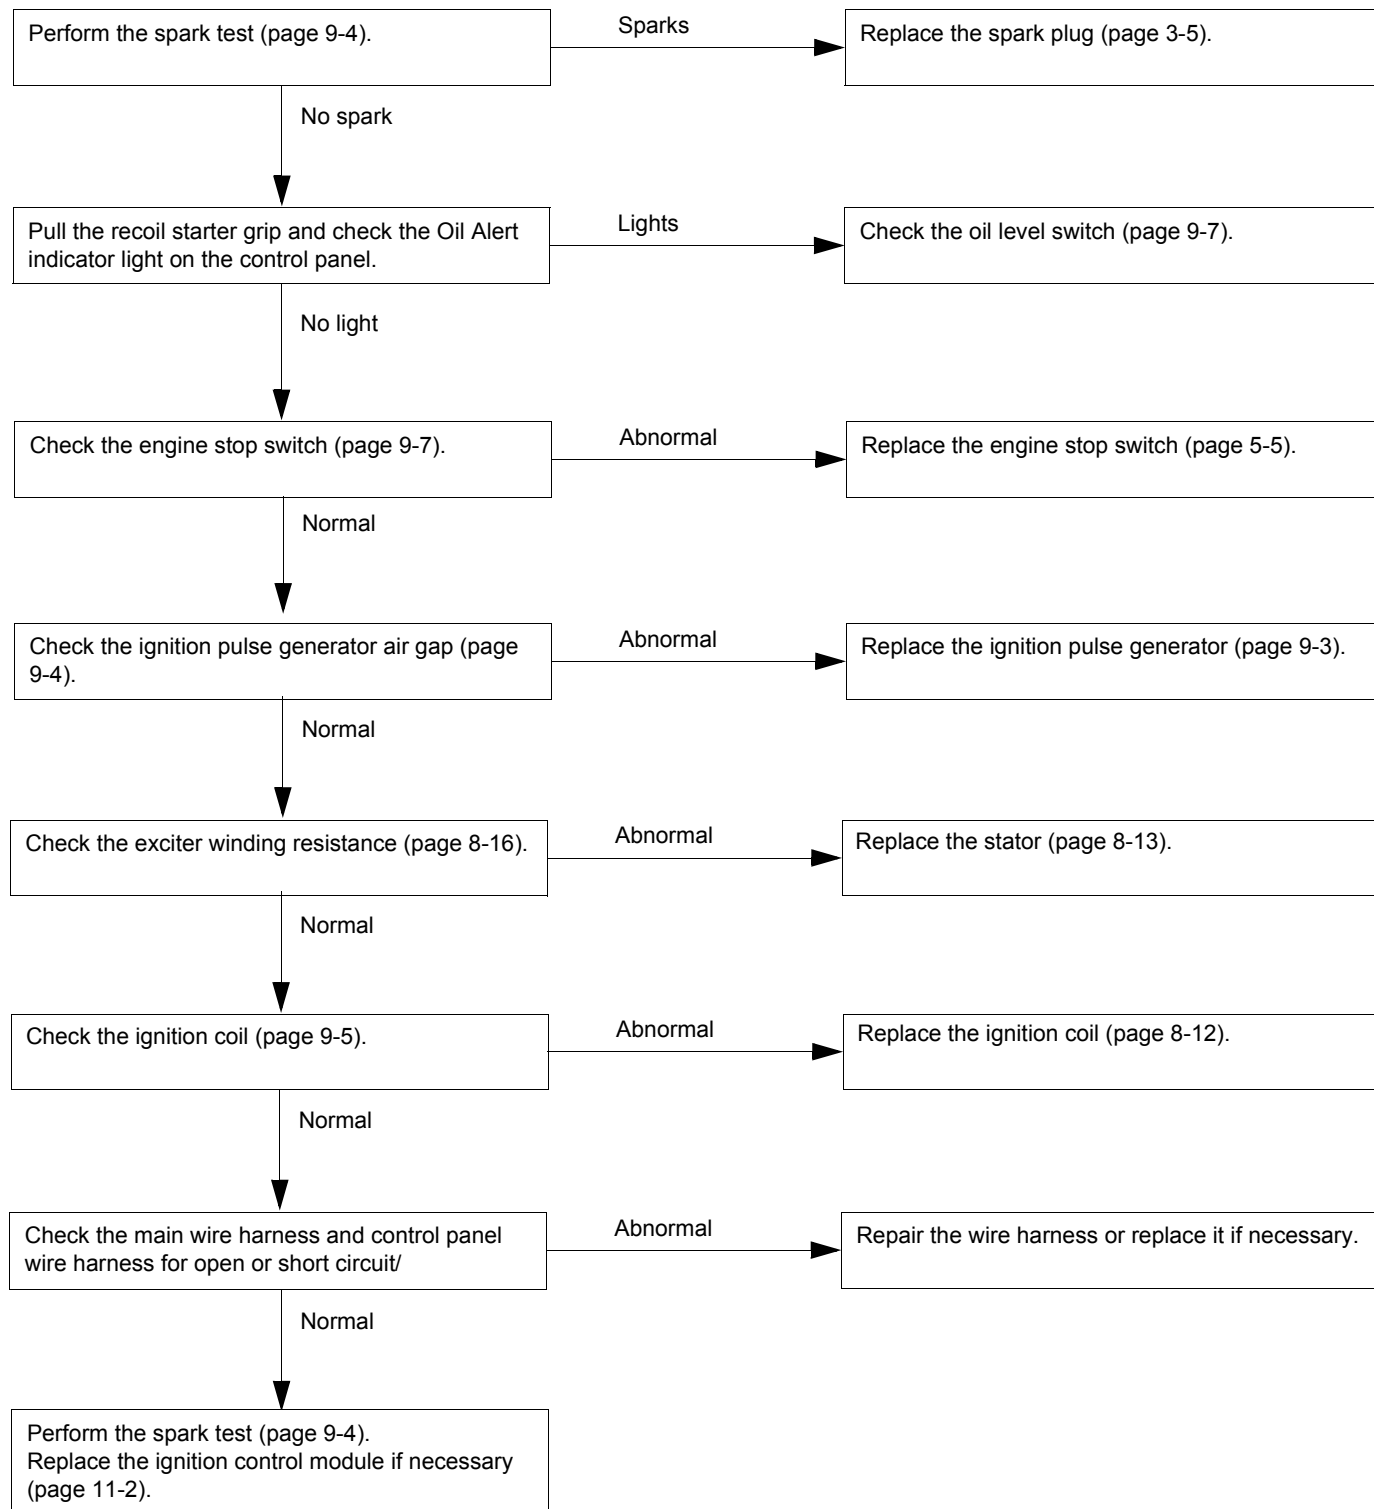 Perform the spark test (page 9-4).
Sparks
Replace the spark plug (page 3-5).
No spark
Pull the recoil starter grip and check the Oil Alert
indicator light on the control panel.
Lights
Check the oil level switch (page 9-7).
No light
Check the engine stop switch (page 9-7).
Abnormal
Replace the engine stop switch (page 5-5).
Normal
Check the ignition pulse generator air gap (page
9-4).
Abnormal
Replace the ignition pulse generator (page 9-3).
Normal
Check the exciter winding resistance (page 8-16).
Abnormal
Replace the stator (page 8-13).
Normal
Check the ignition coil (page 9-5).
Abnormal
Replace the ignition coil (page 8-12).
Normal
Check the main wire harness and control panel
wire harness for open or short circuit/
Abnormal
Repair the wire harness or replace it if necessary.
Normal
Perform the spark test (page 9-4).
Replace the ignition control module if necessary
(page 11-2).